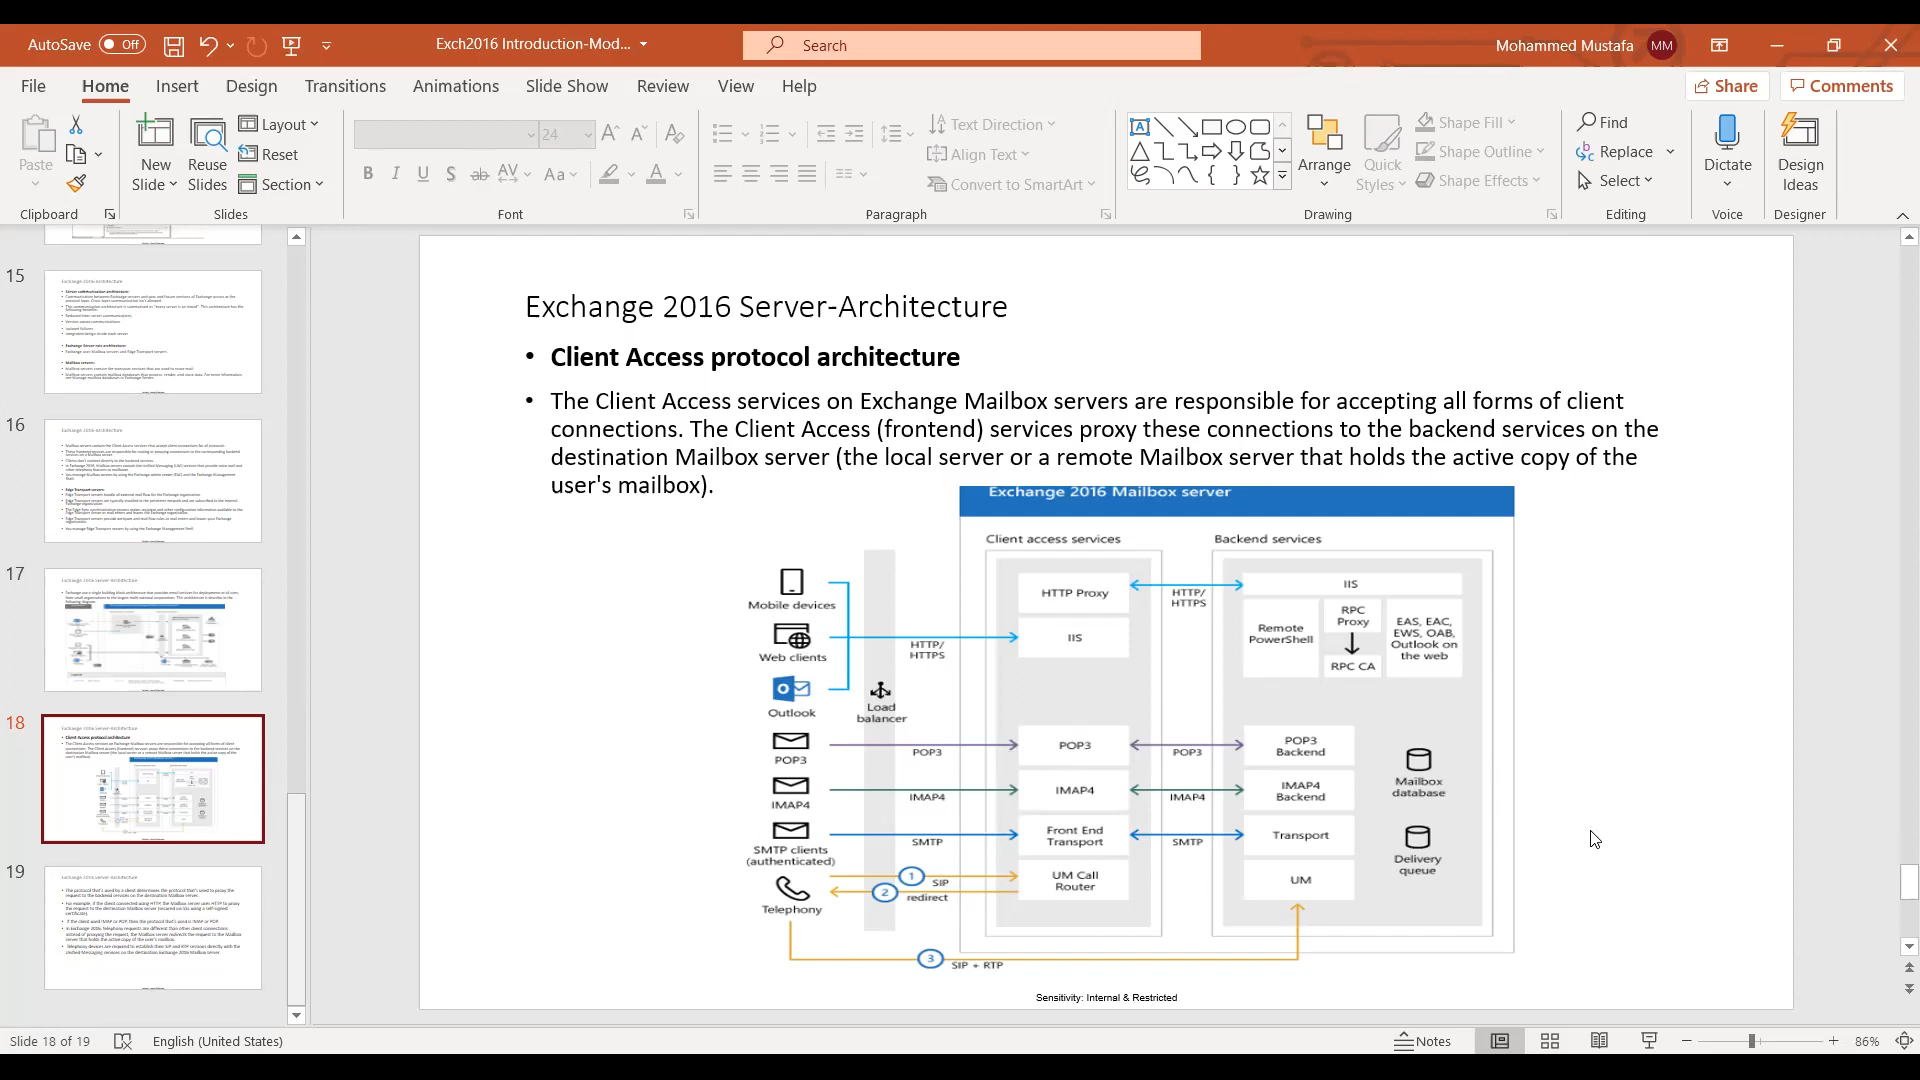 AutoSave Off
Exch2016 Introduction-Mod...
Search
Mohammed Mustafa MM
File Home Insert Design Transitions Animations Slide Show Review View Help
Share Comments
Paste
New Slide
Reuse Slides
Layout
Reset
Section
24
Text Direction
Align Text
Convert to SmartArt
Arrange
Quick Styles
Shape Fill
Shape Outline
Shape Effects
Find
Replace
Select
Dictate
Design Ideas
Clipboard Slides Font Paragraph Drawing Editing Voice Designer
15
16
17
18
19
Exchange 2016 Server-Architecture
• Client Access protocol architecture
• The Client Access services on Exchange Mailbox servers are responsible for accepting all forms of client
connections. The Client Access (frontend) services proxy these connections to the backend services on the
destination Mailbox server (the local server or a remote Mailbox server that holds the active copy of the
user's mailbox).
Exchange 2016 Mailbox server
Client access services
Backend services
Mobile devices
Web clients
Outlook
Load
balancer
POP3
IMAP4
SMTP clients
(authenticated)
Telephony
HTTP/
HTTPS
POP3
IMAP4
SMTP
1 SIP
2 redirect
3 SIP + RTP
HTTP Proxy
IIS
POP3
IMAP4
Front End
Transport
UM Call
Router
HTTP/
HTTPS
POP3
IMAP4
SMTP
IIS
Remote
PowerShell
RPC
Proxy
RPC CA
EAS, EAC,
EWS, OAB,
Outlook on
the web
POP3
Backend
IMAP4
Backend
Transport
UM
Mailbox
database
Delivery
queue
Sensitivity: Internal & Restricted
Slide 18 of 19
English (United States)
Notes
86%